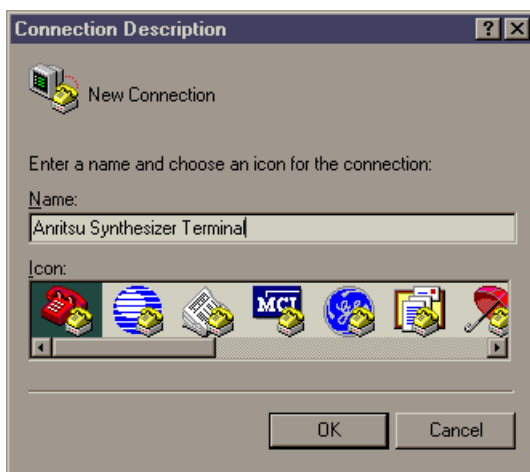 Connection Description
New Connection
Enter a name and choose an icon for the connection:
Name:
Anritsu Synthesizer Terminal
Icon:
MCI
OK
Cancel